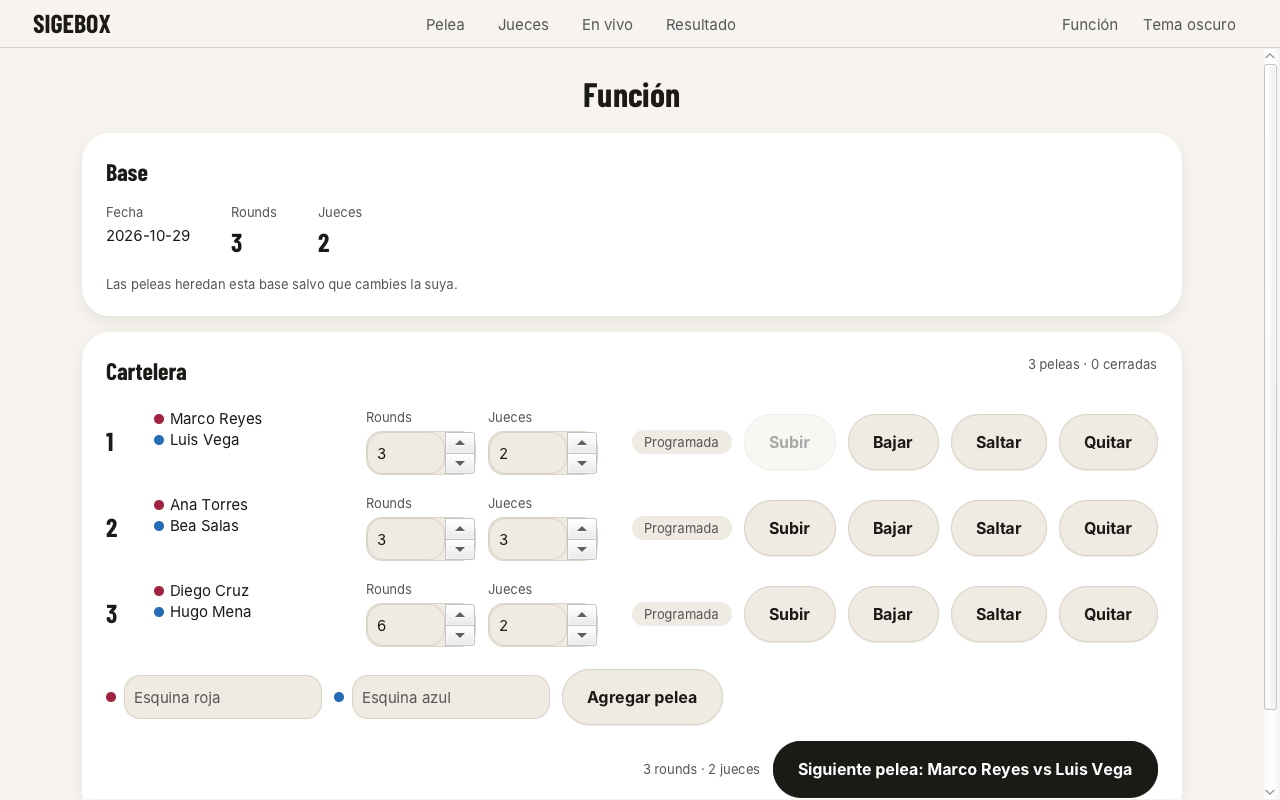 SIGEBOX
Pelea Jueces En vivo Resultado
Función Tema oscuro
Función
Base
Fecha Rounds Jueces
2026-10-29 3 2
Las peleas heredan esta base salvo que cambies la suya.
Cartelera
3 peleas · 0 cerradas
1
Marco Reyes
Luis Vega
Rounds Jueces
3 2
Programada Subir Bajar Saltar Quitar
2
Ana Torres
Bea Salas
Rounds Jueces
3 3
Programada Subir Bajar Saltar Quitar
3
Diego Cruz
Hugo Mena
Rounds Jueces
6 2
Programada Subir Bajar Saltar Quitar
Esquina roja Esquina azul Agregar pelea
3 rounds · 2 jueces Siguiente pelea: Marco Reyes vs Luis Vega